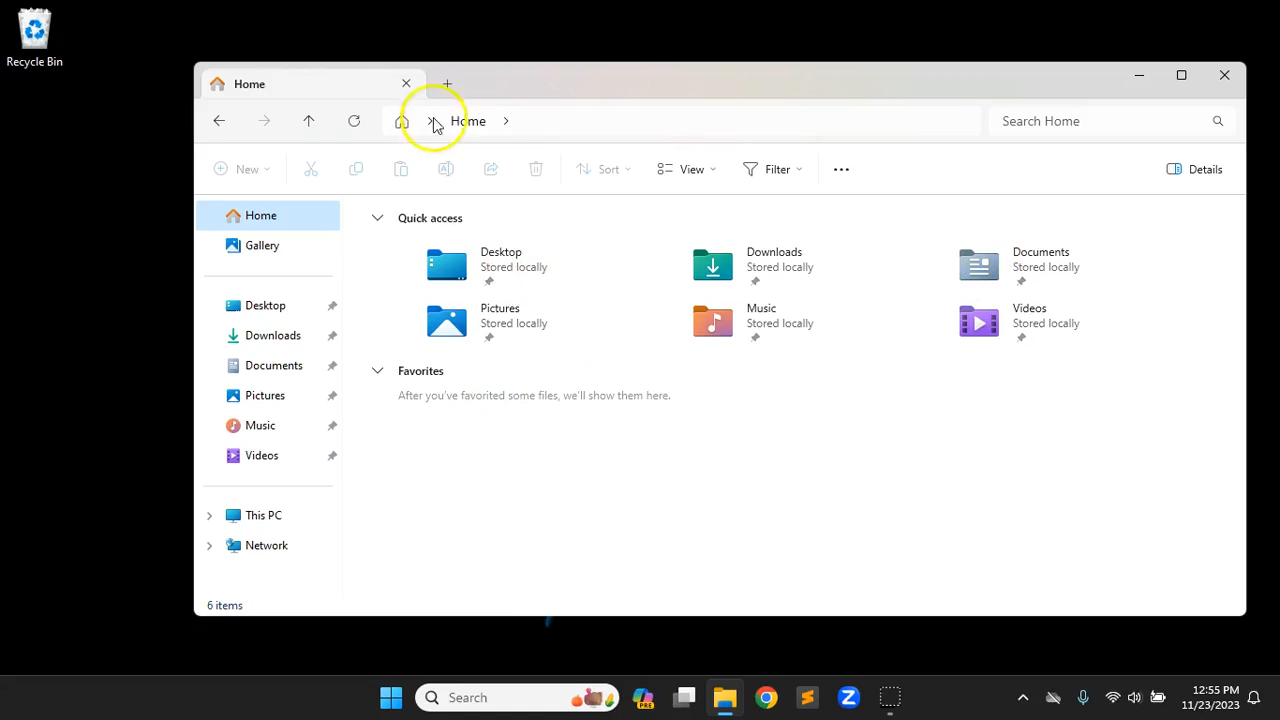 Recycle Bin
Home
Home
Search Home
New
Sort
View
Filter
Details
Home
Gallery
Desktop
Downloads
Documents
Pictures
Music
Videos
This PC
Network
Quick access
Desktop
Stored locally
Downloads
Stored locally
Documents
Stored locally
Pictures
Stored locally
Music
Stored locally
Videos
Stored locally
Favorites
After you've favorited some files, we'll show them here.
6 items
Search
PRE
12:55 PM
11/23/2023